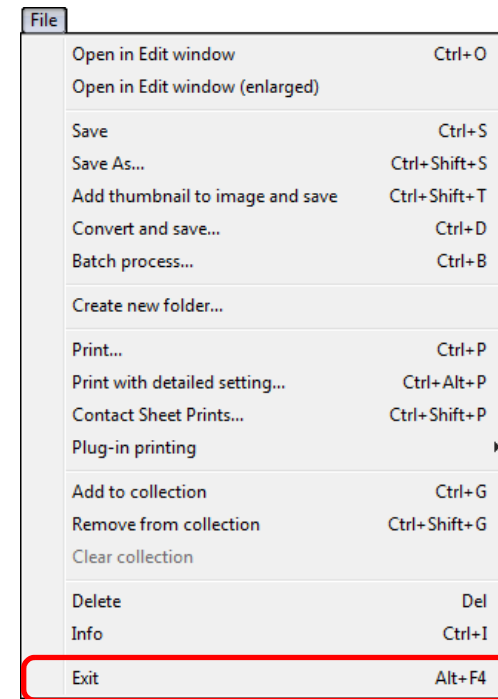 File
Open in Edit window Ctrl+O
Open in Edit window (enlarged)
Save Ctrl+S
Save As... Ctrl+Shift+S
Add thumbnail to image and save Ctrl+Shift+T
Convert and save... Ctrl+D
Batch process... Ctrl+B
Create new folder...
Print... Ctrl+P
Print with detailed setting... Ctrl+Alt+P
Contact Sheet Prints... Ctrl+Shift+P
Plug-in printing
Add to collection Ctrl+G
Remove from collection Ctrl+Shift+G
Clear collection
Delete Del
Info Ctrl+I
Exit Alt+F4